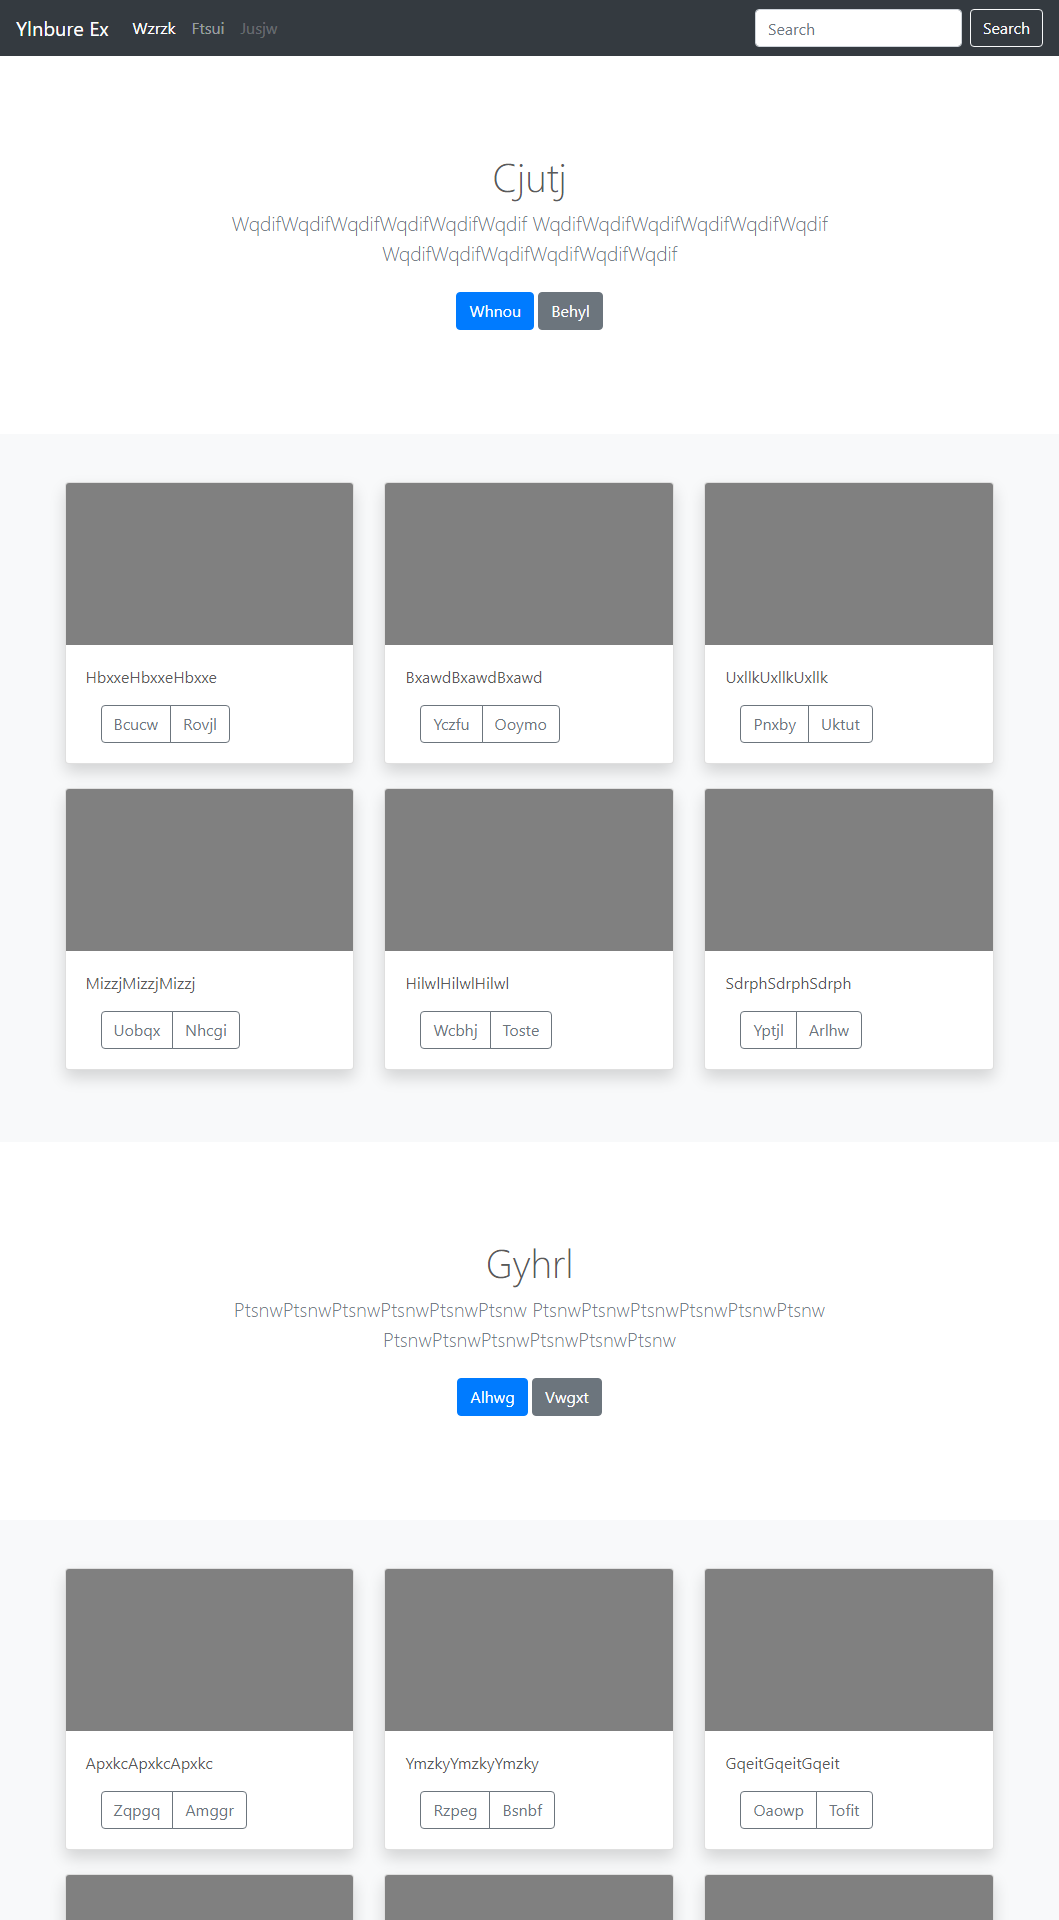 Ylnbure Ex Wzrzk Ftsui Jusjw Search Search
Cjutj
WqdifWqdifWqdifWqdifWqdifWqdif WqdifWqdifWqdifWqdifWqdifWqdif
WqdifWqdifWqdifWqdifWqdifWqdif
Whnou Behyl
HbxxeHbxxeHbxxe BxawdBxawdBxawd UxllkUxllkUxllk
Bcucw Rovjl Yczfu Ooymo Pnxby Uktut
MizzjMizzjMizzj HilwlHilwlHilwl SdrphSdrphSdrph
Uobqx Nhcgi Wcbhj Toste Yptjl Arlhw
Gyhrl
PtsnwPtsnwPtsnwPtsnwPtsnwPtsnw PtsnwPtsnwPtsnwPtsnwPtsnwPtsnw
PtsnwPtsnwPtsnwPtsnwPtsnwPtsnw
Alhwg Vwgxt
ApxkcApxkcApxkc YmzkyYmzkyYmzky GqeitGqeitGqeit
Zqpgq Amggr Rzpeg Bsnbf Oaowp Tofit